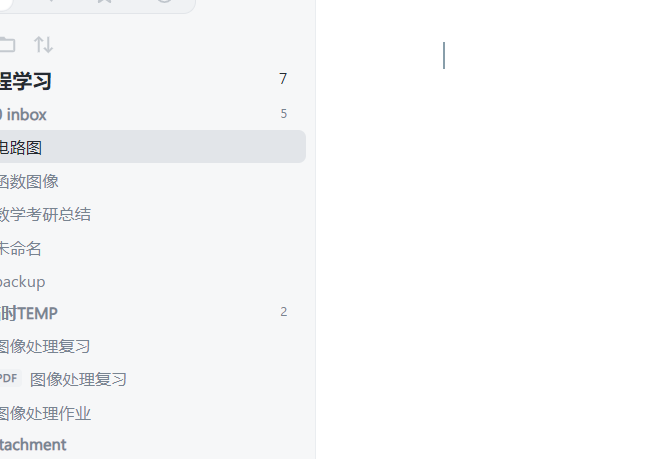 程学习 7
0 inbox 5
电路图
函数图像
数学考研总结
未命名
backup
时TEMP 2
图像处理复习
PDF 图像处理复习
图像处理作业
tachment